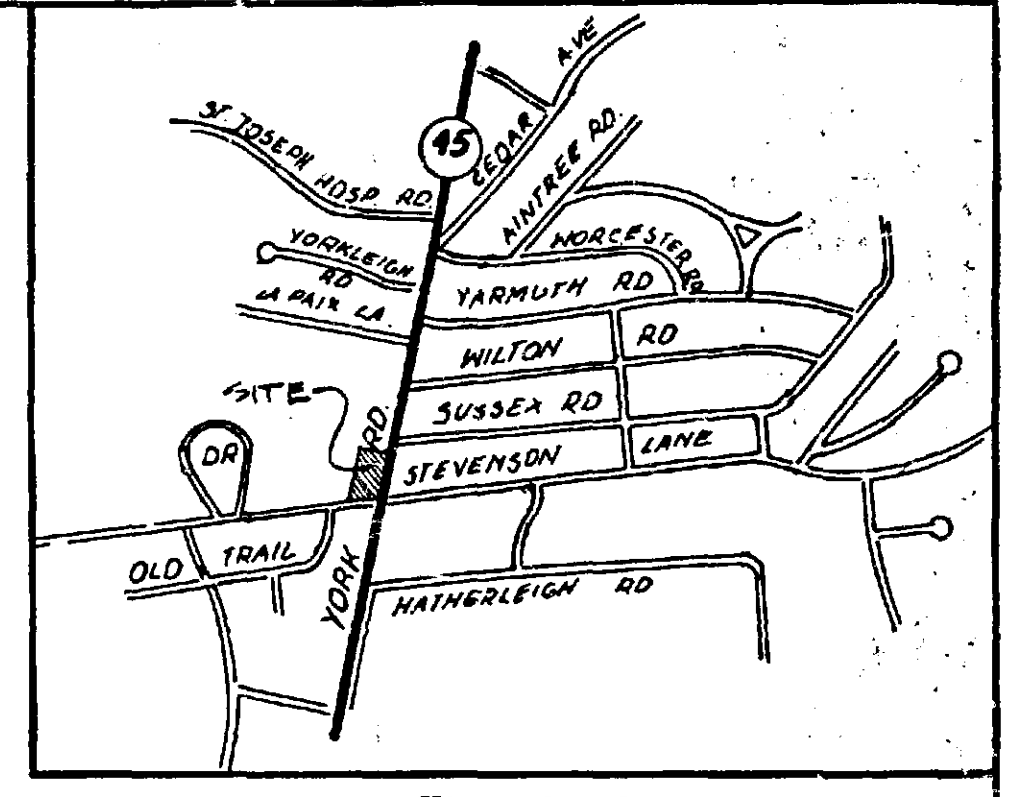 CEDAR AVE
ST. JOSEPH HOSP. RD.
45
AINTREE RD.
WORCESTER RD
YORKLEIGH RD
YARMUTH RD
LA PAIX LA.
WILTON RD
SITE
SUSSEX RD
YORK RD.
DR
STEVENSON LANE
OLD TRAIL
HATHERLEIGH RD